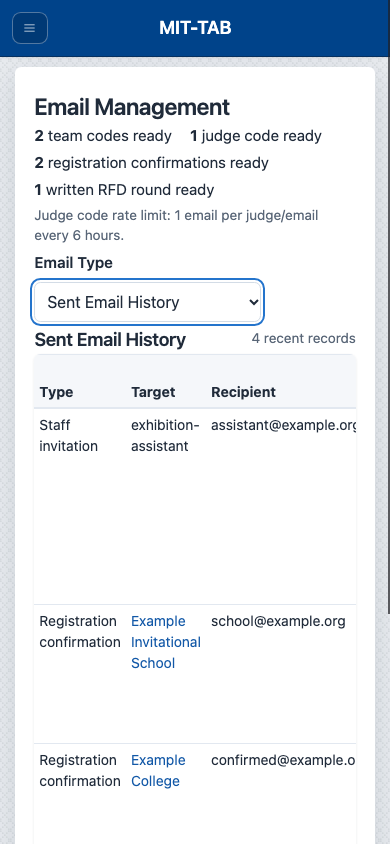 MIT-TAB
Email Management
2 team codes ready 1 judge code ready
2 registration confirmations ready
1 written RFD round ready
Judge code rate limit: 1 email per judge/email
every 6 hours.
Email Type
Sent Email History
Sent Email History 4 recent records
Type Target Recipient
Staff exhibition- assistant@example.org
invitation assistant
Registration Example school@example.org
confirmation Invitational
School
Registration Example confirmed@example.o
confirmation College